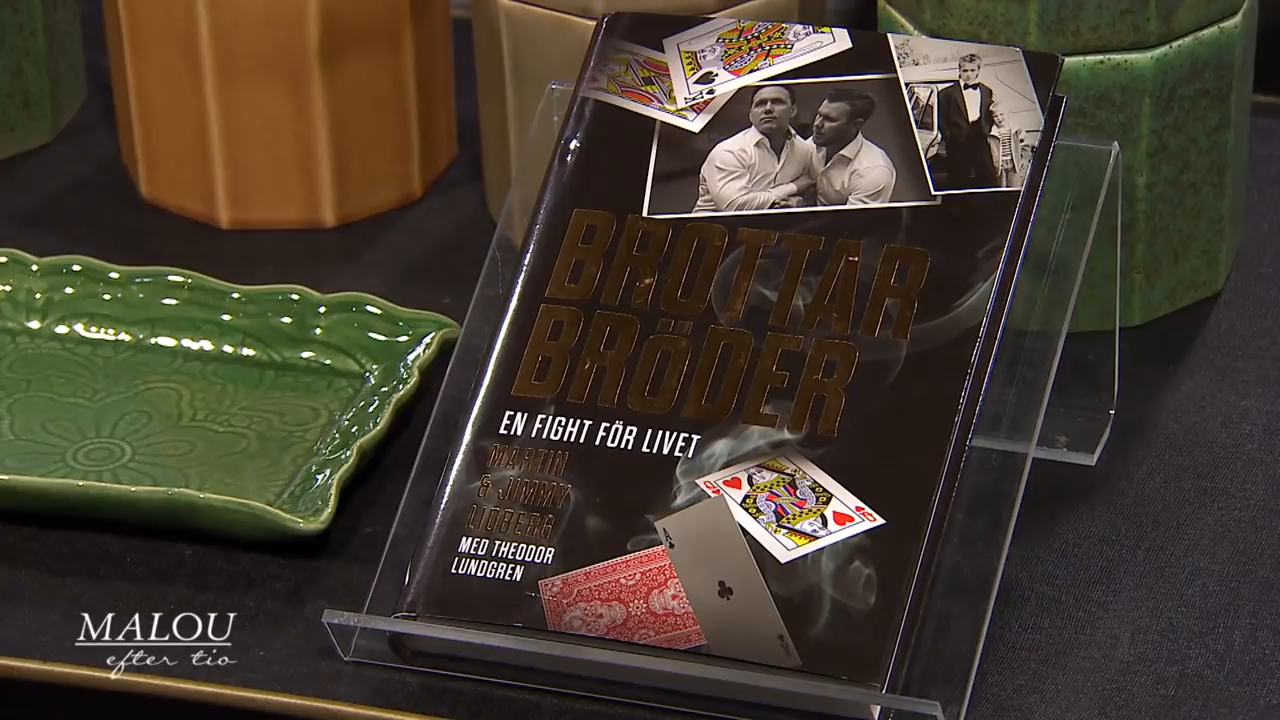 K
BROTTAR
BRÖDER
EN FIGHT FÖR LIVET
MARTIN
& JIMMY
LIDBERG
MED THEODOR
LUNDGREN
Q
Q
A
MALOU
efter tio